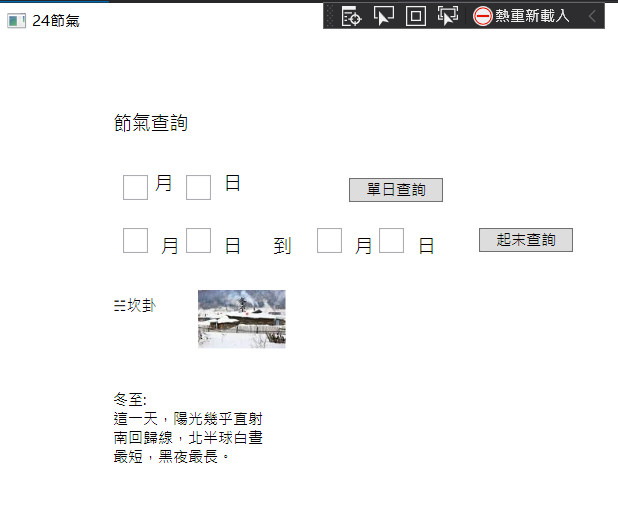 24節氣
熱重新載入
節氣查詢
月 日 單日查詢
月 日 到 月 日 起末查詢
☵坎卦
冬至:
這一天，陽光幾乎直射
南回歸線，北半球白晝
最短，黑夜最長。